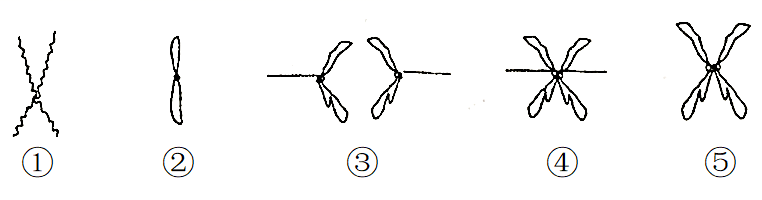 ① ② ③ ④ ⑤